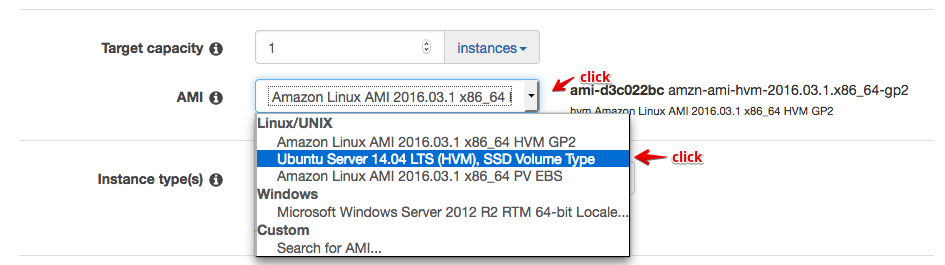 Target capacity
1
instances
AMI
Amazon Linux AMI 2016.03.1 x86_64
click
ami-d3c022bc amzn-ami-hvm-2016.03.1.x86_64-gp2
hvm Amazon Linux AMI 2016.03.1 x86_64 HVM GP2
Linux/UNIX
Amazon Linux AMI 2016.03.1 x86_64 HVM GP2
Ubuntu Server 14.04 LTS (HVM), SSD Volume Type
click
Amazon Linux AMI 2016.03.1 x86_64 PV EBS
Instance type(s)
Windows
Microsoft Windows Server 2012 R2 RTM 64-bit Locale...
Custom
Search for AMI...